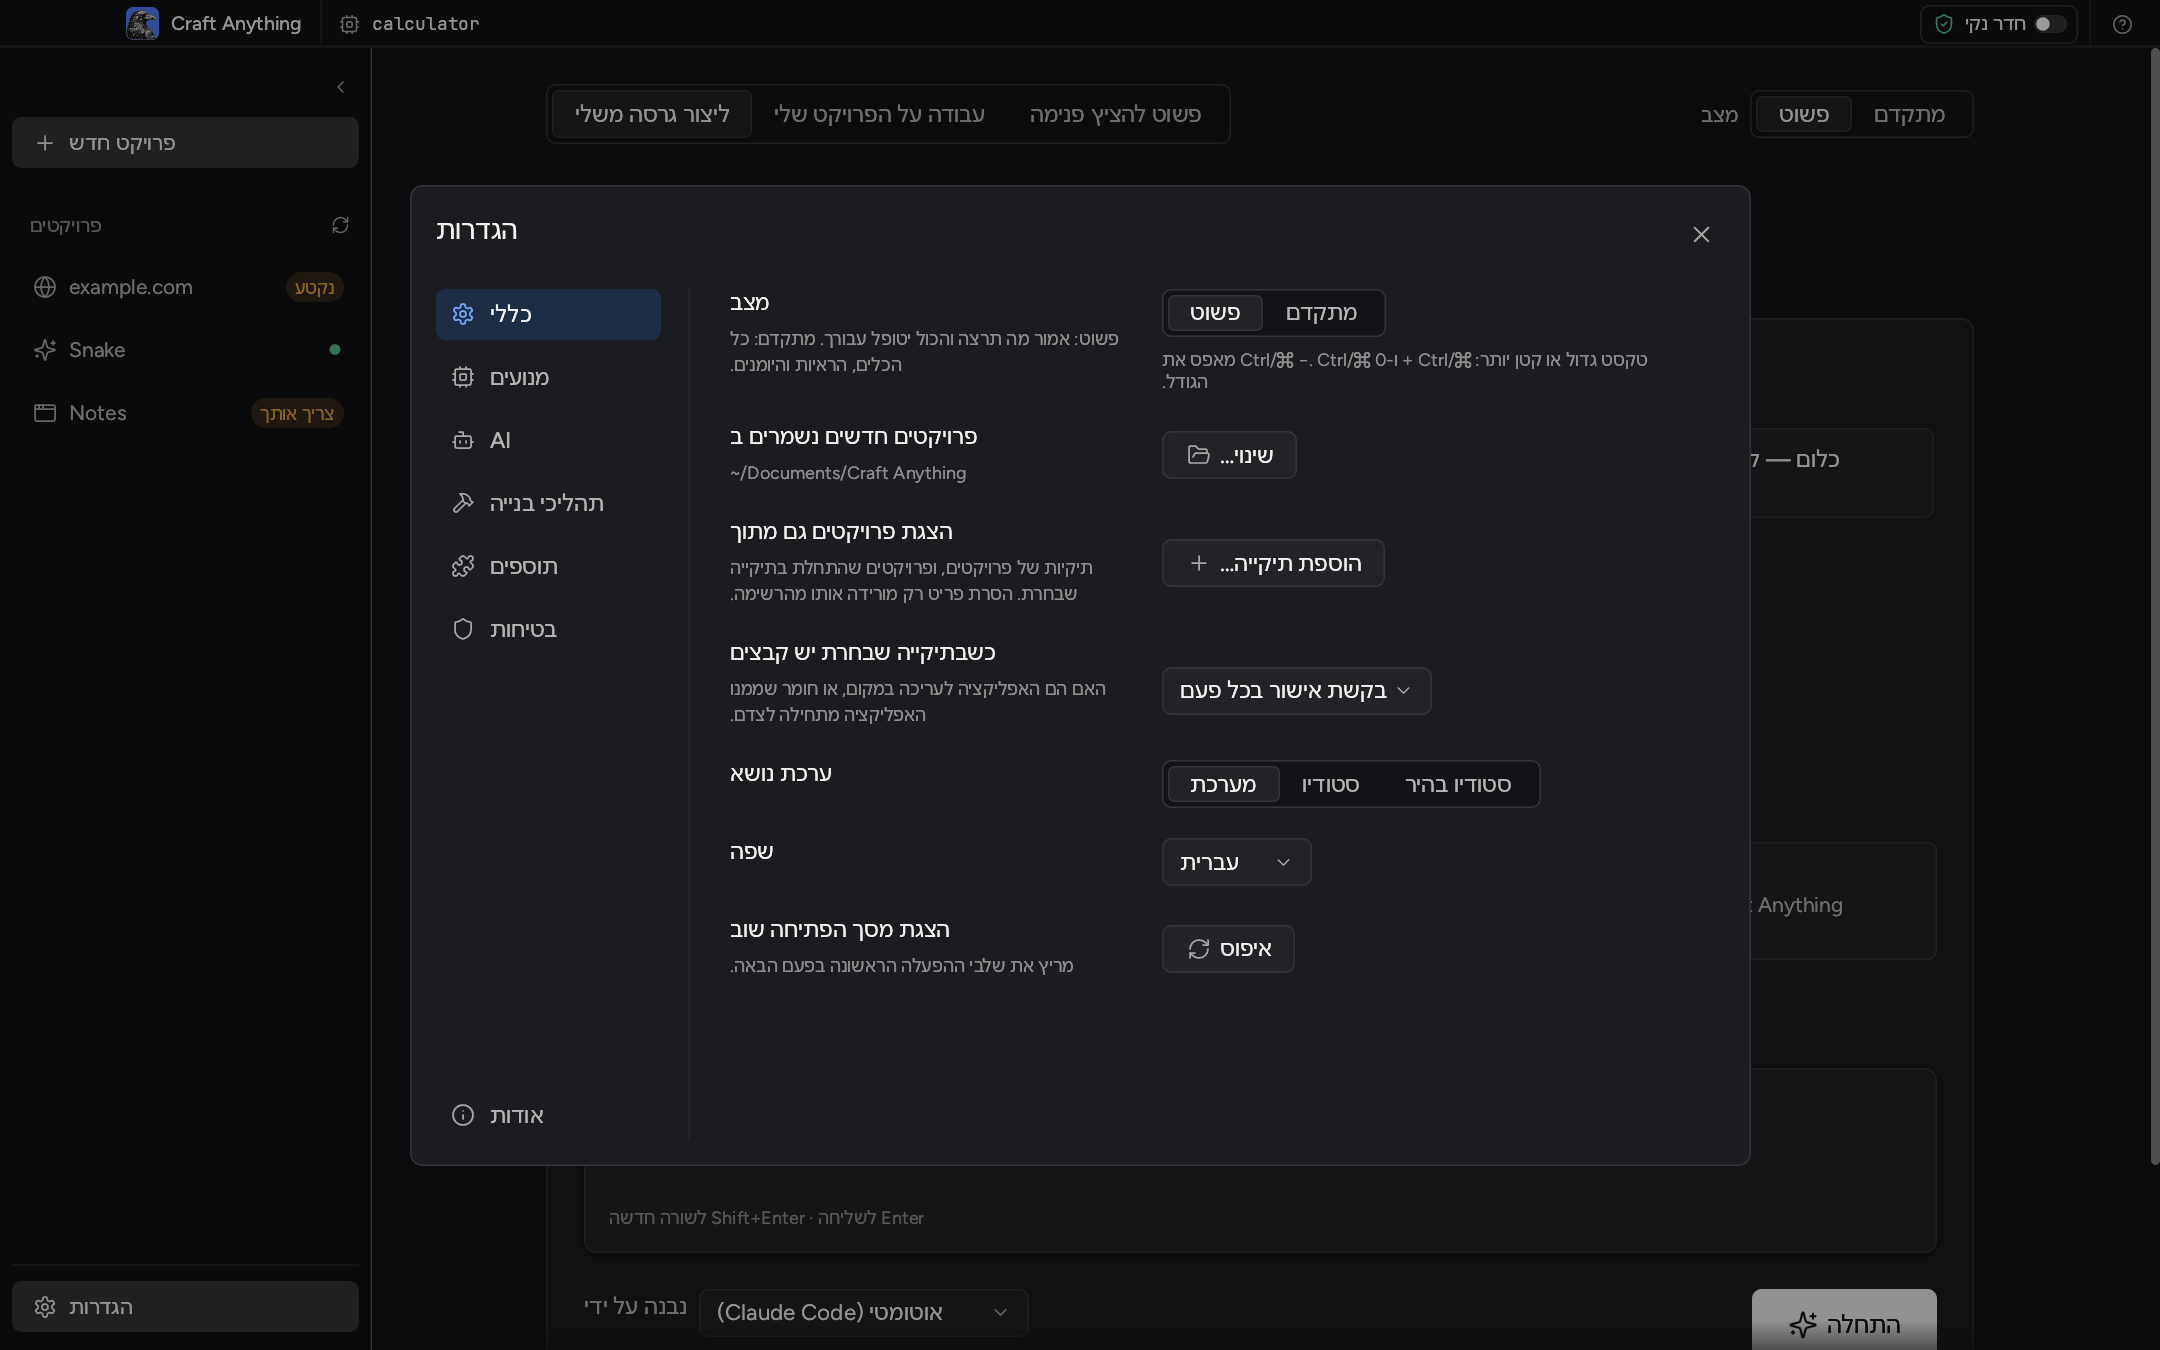 Craft Anything
calculator
חדר נקי
פרויקט חדש
פרויקטים
example.com
נקטע
Snake
Notes
צריך אותך
הגדרות
ליצור גרסה משלי
עבודה על הפרויקט שלי
פשוט להציץ פנימה
מצב
פשוט
מתקדם
הגדרות
כללי
מנועים
AI
תהליכי בנייה
תוספים
בטיחות
אודות
מצב
פשוט: אמור מה תרצה והכול יטופל עבורך. מתקדם: כל
הכלים, הראיות והיומנים.
פשוט
מתקדם
טקסט גדול או קטן יותר: Ctrl/⌘ + ו-Ctrl/⌘ −. Ctrl/⌘ 0 מאפס את
הגודל.
פרויקטים חדשים נשמרים ב
~/Documents/Craft Anything
שינוי...
הצגת פרויקטים גם מתוך
תיקיות של פרויקטים, ופרויקטים שהתחלת בתיקייה
שבחרת. הסרת פריט רק מורידה אותו מהרשימה.
הוספת תיקייה...
כשבתיקייה שבחרת יש קבצים
האם הם האפליקציה לעריכה במקום, או חומר שממנו
האפליקציה מתחילה לצדם.
בקשת אישור בכל פעם
ערכת נושא
מערכת
סטודיו
סטודיו בהיר
שפה
עברית
הצגת מסך הפתיחה שוב
מריץ את שלבי ההפעלה הראשונה בפעם הבאה.
איפוס
כלום —
Anything
Enter לשליחה · Shift+Enter לשורה חדשה
נבנה על ידי
אוטומטי (Claude Code)
התחלה